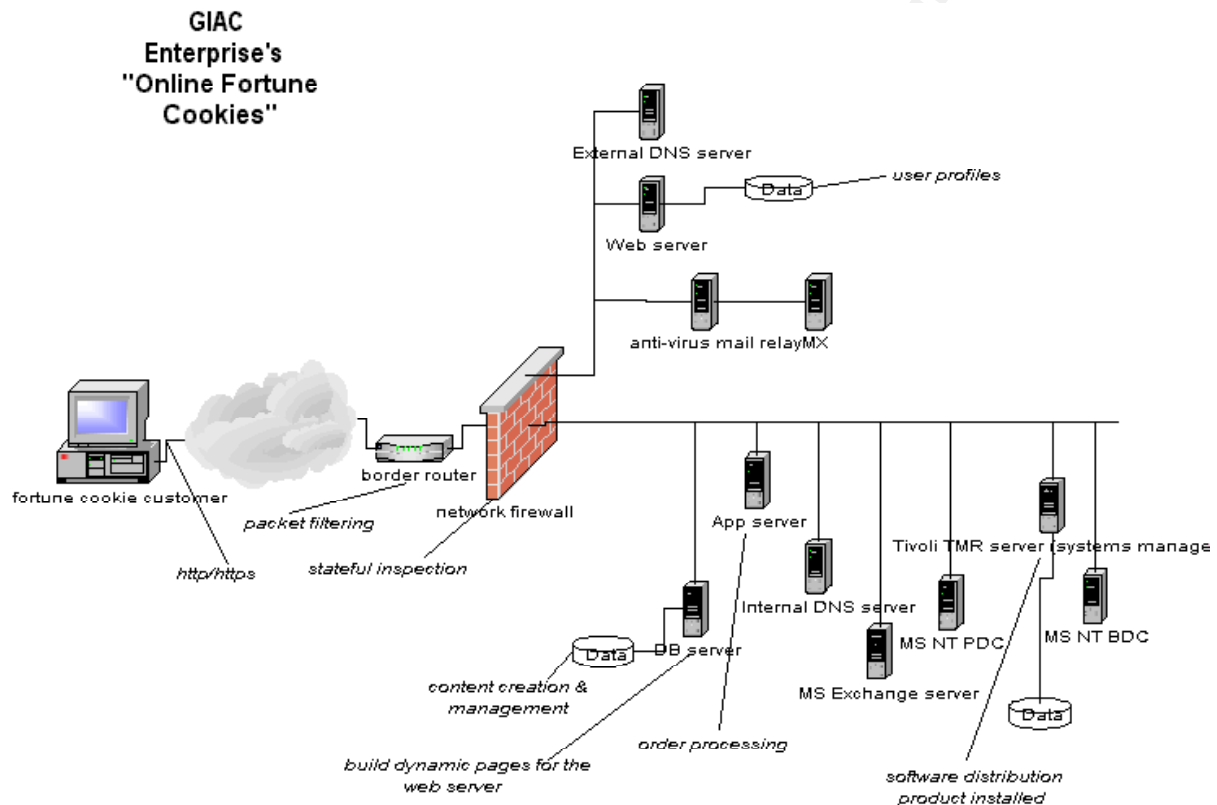 GIAC
Enterprise's
"Online Fortune
Cookies"
External DNS server
Data
user profiles
Web server
anti-virus mail relayMX
fortune cookie customer
border router
network firewall
packet filtering
http/https
stateful inspection
App server
Tivoli TMR server (systems manage
Internal DNS server
MS NT PDC
MS NT BDC
DB server
Data
MS Exchange server
content creation &
management
Data
order processing
build dynamic pages for the
web server
software distribution
product installed